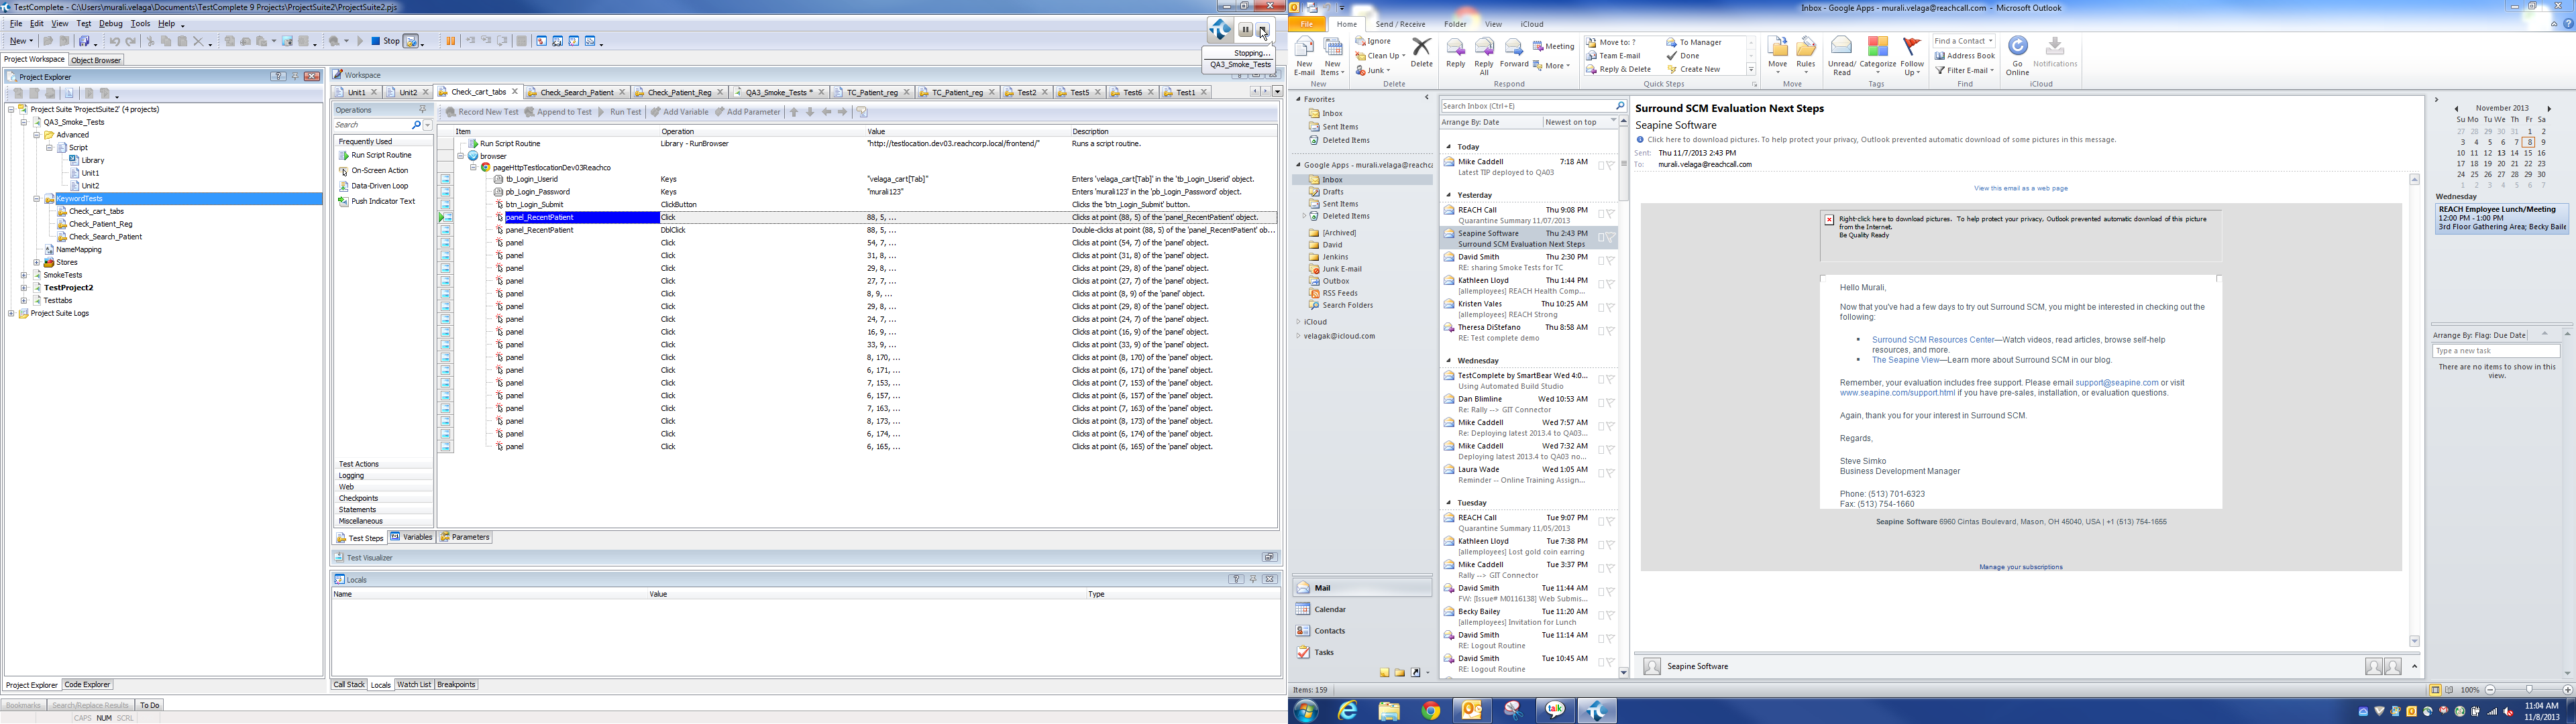 TestComplete - C:\Users\murali.velaga\Documents\TestComplete 9 Projects\ProjectSuite2\ProjectSuite2.pjs
File Edit View Test Debug Tools Help
New
Stop
Stopping...
QA3_Smoke_Tests
Project Workspace Object Browser
Project Explorer
Project Suite 'ProjectSuite2' (4 projects)
QA3_Smoke_Tests
Advanced
Script
Library
Unit1
Unit2
KeywordTests
Check_cart_tabs
Check_Patient_Reg
Check_Search_Patient
NameMapping
Stores
SmokeTests
TestProject2
Testtabs
Project Suite Logs
Project Explorer Code Explorer
Bookmarks Search/Replace Results To Do
CAPS NUM SCRL
Workspace
Unit1 Unit2 Check_cart_tabs Check_Search_Patient Check_Patient_Reg QA3_Smoke_Tests * TC_Patient_reg TC_Patient_reg Test2 Test5 Test6 Test1
Operations
Search
Frequently Used
Run Script Routine
On-Screen Action
Data-Driven Loop
Push Indicator Text
Test Actions
Logging
Web
Checkpoints
Statements
Miscellaneous
Record New Test Append to Test Run Test Add Variable Add Parameter
Item Operation Value Description
Run Script Routine Library - RunBrowser "http://testlocation.dev03.reachcorp.local/frontend/" Runs a script routine.
browser
pageHttpTestlocationDev03Reachco
tb_Login_Userid Keys "velaga_cart[Tab]" Enters 'velaga_cart[Tab]' in the 'tb_Login_Userid' object.
pb_Login_Password Keys "murali123" Enters 'murali123' in the 'pb_Login_Password' object.
btn_Login_Submit ClickButton Clicks the 'btn_Login_Submit' button.
panel_RecentPatient Click 88, 5, ... Clicks at point (88, 5) of the 'panel_RecentPatient' object.
panel_RecentPatient DblClick 88, 5, ... Double-clicks at point (88, 5) of the 'panel_RecentPatient' ob...
panel Click 54, 7, ... Clicks at point (54, 7) of the 'panel' object.
panel Click 31, 8, ... Clicks at point (31, 8) of the 'panel' object.
panel Click 29, 8, ... Clicks at point (29, 8) of the 'panel' object.
panel Click 27, 7, ... Clicks at point (27, 7) of the 'panel' object.
panel Click 8, 9, ... Clicks at point (8, 9) of the 'panel' object.
panel Click 29, 8, ... Clicks at point (29, 8) of the 'panel' object.
panel Click 24, 7, ... Clicks at point (24, 7) of the 'panel' object.
panel Click 16, 9, ... Clicks at point (16, 9) of the 'panel' object.
panel Click 33, 9, ... Clicks at point (33, 9) of the 'panel' object.
panel Click 8, 170, ... Clicks at point (8, 170) of the 'panel' object.
panel Click 6, 171, ... Clicks at point (6, 171) of the 'panel' object.
panel Click 7, 153, ... Clicks at point (7, 153) of the 'panel' object.
panel Click 6, 157, ... Clicks at point (6, 157) of the 'panel' object.
panel Click 7, 163, ... Clicks at point (7, 163) of the 'panel' object.
panel Click 8, 173, ... Clicks at point (8, 173) of the 'panel' object.
panel Click 6, 174, ... Clicks at point (6, 174) of the 'panel' object.
panel Click 6, 165, ... Clicks at point (6, 165) of the 'panel' object.
Test Steps Variables Parameters
Test Visualizer
Locals
Name Value Type
Call Stack Locals Watch List Breakpoints
Inbox - Google Apps - murali.velaga@reachcall.com - Microsoft Outlook
File Home Send / Receive Folder View iCloud
New E-mail
New Items
New
Ignore
Clean Up
Junk
Delete
Delete
Reply
Reply All
Forward
Meeting
More
Respond
Move to: ? To Manager
Team E-mail Done
Reply & Delete Create New
Quick Steps
Move
Rules
Move
Unread/ Read
Categorize
Follow Up
Tags
Find a Contact
Address Book
Filter E-mail
Find
Go Online
Notifications
iCloud
Favorites
Inbox
Sent Items
Deleted Items
Google Apps - murali.velaga@reachc
Inbox
Drafts
Sent Items
Deleted Items
[Archived]
David
Jenkins
Junk E-mail
Outbox
RSS Feeds
Search Folders
iCloud
velagak@icloud.com
Mail
Calendar
Contacts
Tasks
Items: 159
Search Inbox (Ctrl+E)
Arrange By: Date Newest on top
Today
Mike Caddell 7:18 AM
Latest TIP deployed to QA03
Yesterday
REACH Call Thu 9:08 PM
Quarantine Summary 11/07/2013
Seapine Software Thu 2:43 PM
Surround SCM Evaluation Next Steps
David Smith Thu 2:30 PM
RE: sharing Smoke Tests for TC
Kathleen Lloyd Thu 1:44 PM
[allemployees] REACH Health Comp...
Kristen Vales Thu 10:25 AM
[allemployees] REACH Strong
Theresa DiStefano Thu 8:58 AM
RE: Test complete demo
Wednesday
TestComplete by SmartBear Wed 4:0...
Using Automated Build Studio
Dan Blimline Wed 10:53 AM
Re: Rally --> GIT Connector
Mike Caddell Wed 7:57 AM
Re: Deploying latest 2013.4 to QA03...
Mike Caddell Wed 7:32 AM
Deploying latest 2013.4 to QA03 no...
Laura Wade Wed 1:05 AM
Reminder -- Online Training Assign...
Tuesday
REACH Call Tue 9:07 PM
Quarantine Summary 11/05/2013
Kathleen Lloyd Tue 7:38 PM
[allemployees] Lost gold coin earring
Mike Caddell Tue 3:37 PM
Rally --> GIT Connector
David Smith Tue 11:44 AM
FW: [Issue# M0116138] Web Submis...
Becky Bailey Tue 11:20 AM
[allemployees] Invitation for Lunch
David Smith Tue 11:14 AM
RE: Logout Routine
David Smith Tue 10:45 AM
RE: Logout Routine
Surround SCM Evaluation Next Steps
Seapine Software
Click here to download pictures. To help protect your privacy, Outlook prevented automatic download of some pictures in this message.
Sent: Thu 11/7/2013 2:43 PM
To: murali.velaga@reachcall.com
View this email as a web page
Right-click here to download pictures. To help protect your privacy, Outlook prevented automatic download of this picture
from the Internet.
Be Quality Ready
Hello Murali,
Now that you've had a few days to try out Surround SCM, you might be interested in checking out the
following:
Surround SCM Resources Center—Watch videos, read articles, browse self-help
resources, and more.
The Seapine View—Learn more about Surround SCM in our blog.
Remember, your evaluation includes free support. Please email support@seapine.com or visit
www.seapine.com/support.html if you have pre-sales, installation, or evaluation questions.
Again, thank you for your interest in Surround SCM.
Regards,
Steve Simko
Business Development Manager
Phone: (513) 701-6323
Fax: (513) 754-1660
Seapine Software 6960 Cintas Boulevard, Mason, OH 45040, USA | +1 (513) 754-1655
Manage your subscriptions
Seapine Software
November 2013
Su Mo Tu We Th Fr Sa
27 28 29 30 31 1 2
3 4 5 6 7 8 9
10 11 12 13 14 15 16
17 18 19 20 21 22 23
24 25 26 27 28 29 30
1 2 3 4 5 6 7
Wednesday
REACH Employee Lunch/Meeting
12:00 PM - 1:00 PM
3rd Floor Gathering Area; Becky Baile
Arrange By: Flag: Due Date
Type a new task
There are no items to show in this
view.
100%
talk
11:04 AM
11/8/2013